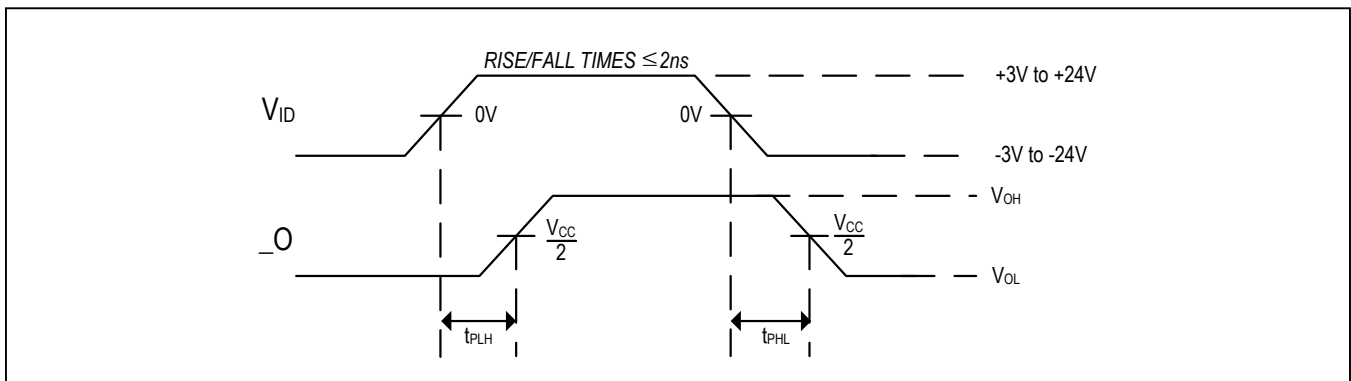 RISE/FALL TIMES ≤2ns
+3V to +24V
VID
0V
0V
-3V to -24V
VOH
_O
VCC
2
VCC
2
VOL
tPLH
tPHL